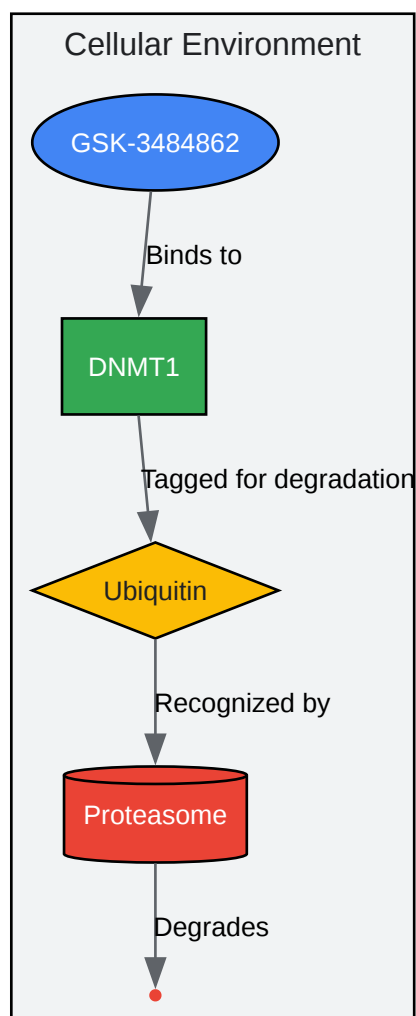 Cellular Environment
GSK-3484862
Binds to
DNMT1
Tagged for degradation
Ubiquitin
Recognized by
Proteasome
Degrades